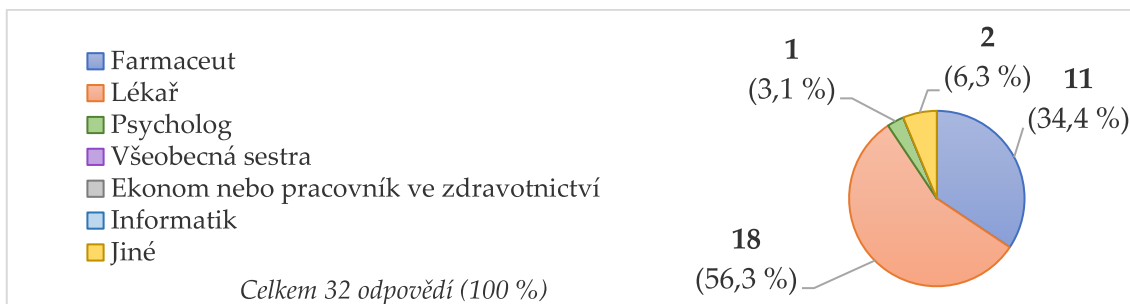 Farmaceut
Lékař
Psycholog
Všeobecná sestra
Ekonom nebo pracovník ve zdravotnictví
Informatik
Jiné
Celkem 32 odpovědí (100 %)
1
(3,1 %)
2
(6,3 %)
11
(34,4 %)
18
(56,3 %)